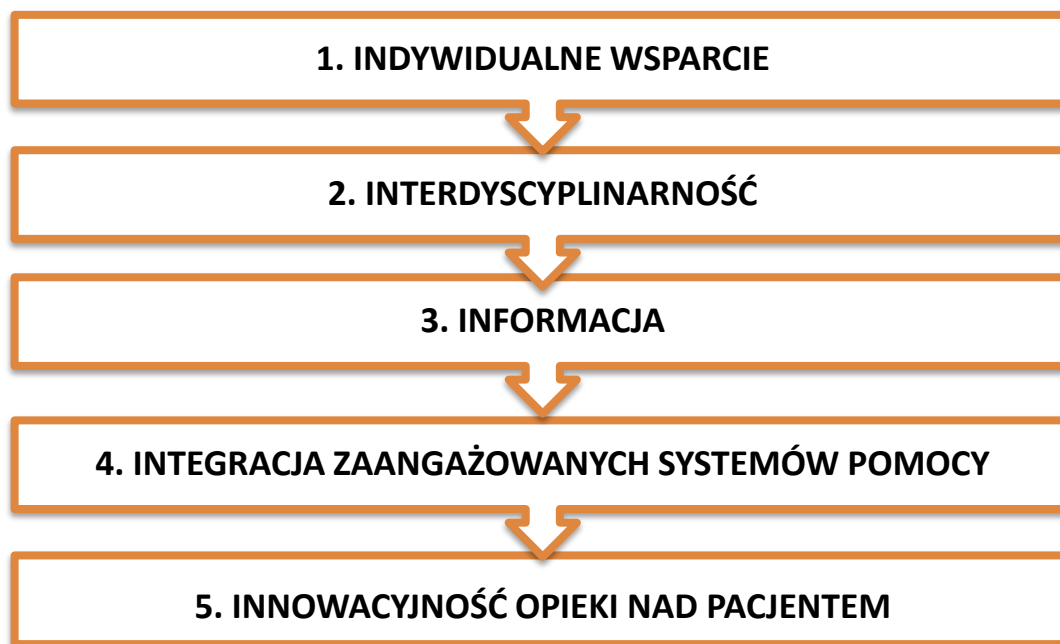 1. INDYWIDUALNE WSPARCIE
2. INTERDYSCYPLINARNOŚĆ
3. INFORMACJA
4. INTEGRACJA ZAANGAŻOWANYCH SYSTEMÓW POMOCY
5. INNOWACYJNOŚĆ OPIEKI NAD PACJENTEM